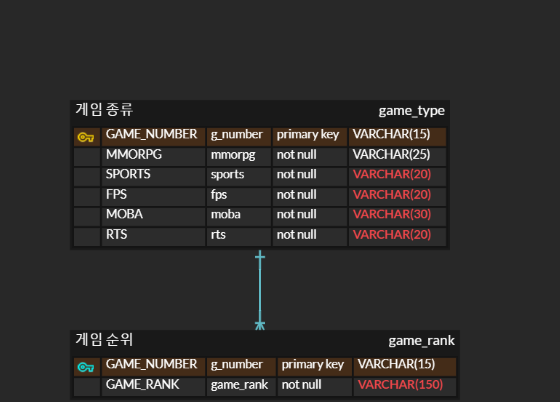 게임 종류 game_type
GAME_NUMBER g_number primary key VARCHAR(15)
MMORPG mmorpg not null VARCHAR(25)
SPORTS sports not null VARCHAR(20)
FPS fps not null VARCHAR(20)
MOBA moba not null VARCHAR(30)
RTS rts not null VARCHAR(20)
게임 순위 game_rank
GAME_NUMBER g_number primary key VARCHAR(15)
GAME_RANK game_rank not null VARCHAR(150)